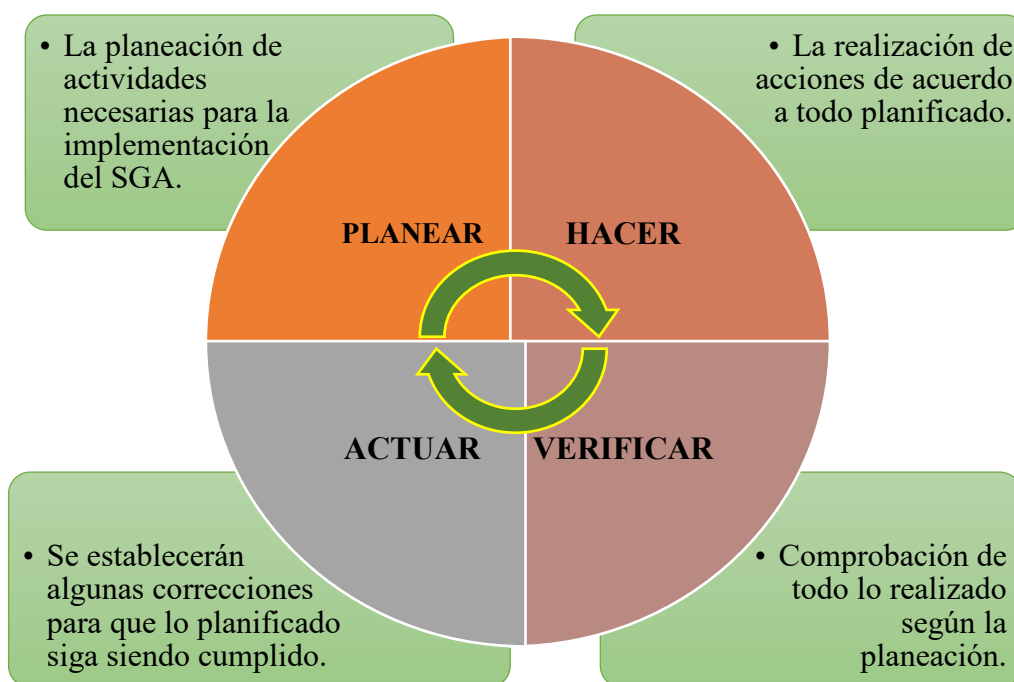 • La planeación de
actividades
necesarias para la
implementación
del SGA.
• La realización de
acciones de acuerdo
a todo planificado.
PLANEAR
HACER
ACTUAR
VERIFICAR
• Se establecerán
algunas correcciones
para que lo planificado
siga siendo cumplido.
• Comprobación de
todo lo realizado
según la
planeación.